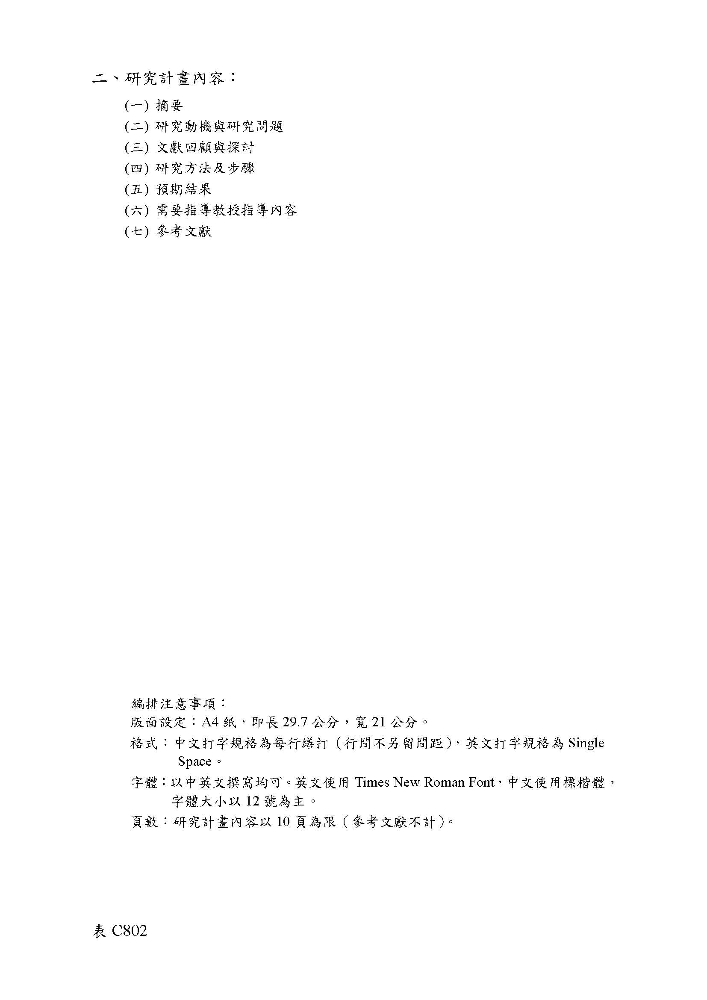 二、研究計畫內容：
(一) 摘要
(二) 研究動機與研究問題
(三) 文獻回顧與探討
(四) 研究方法及步驟
(五) 預期結果
(六) 需要指導教授指導內容
(七) 參考文獻
編排注意事項：
版面設定：A4 紙，即長 29.7 公分，寬 21 公分。
格式：中文打字規格為每行繕打（行間不另留間距），英文打字規格為 Single
Space。
字體：以中英文撰寫均可。英文使用 Times New Roman Font，中文使用標楷體，
字體大小以 12 號為主。
頁數：研究計畫內容以 10 頁為限（參考文獻不計）。
表 C802